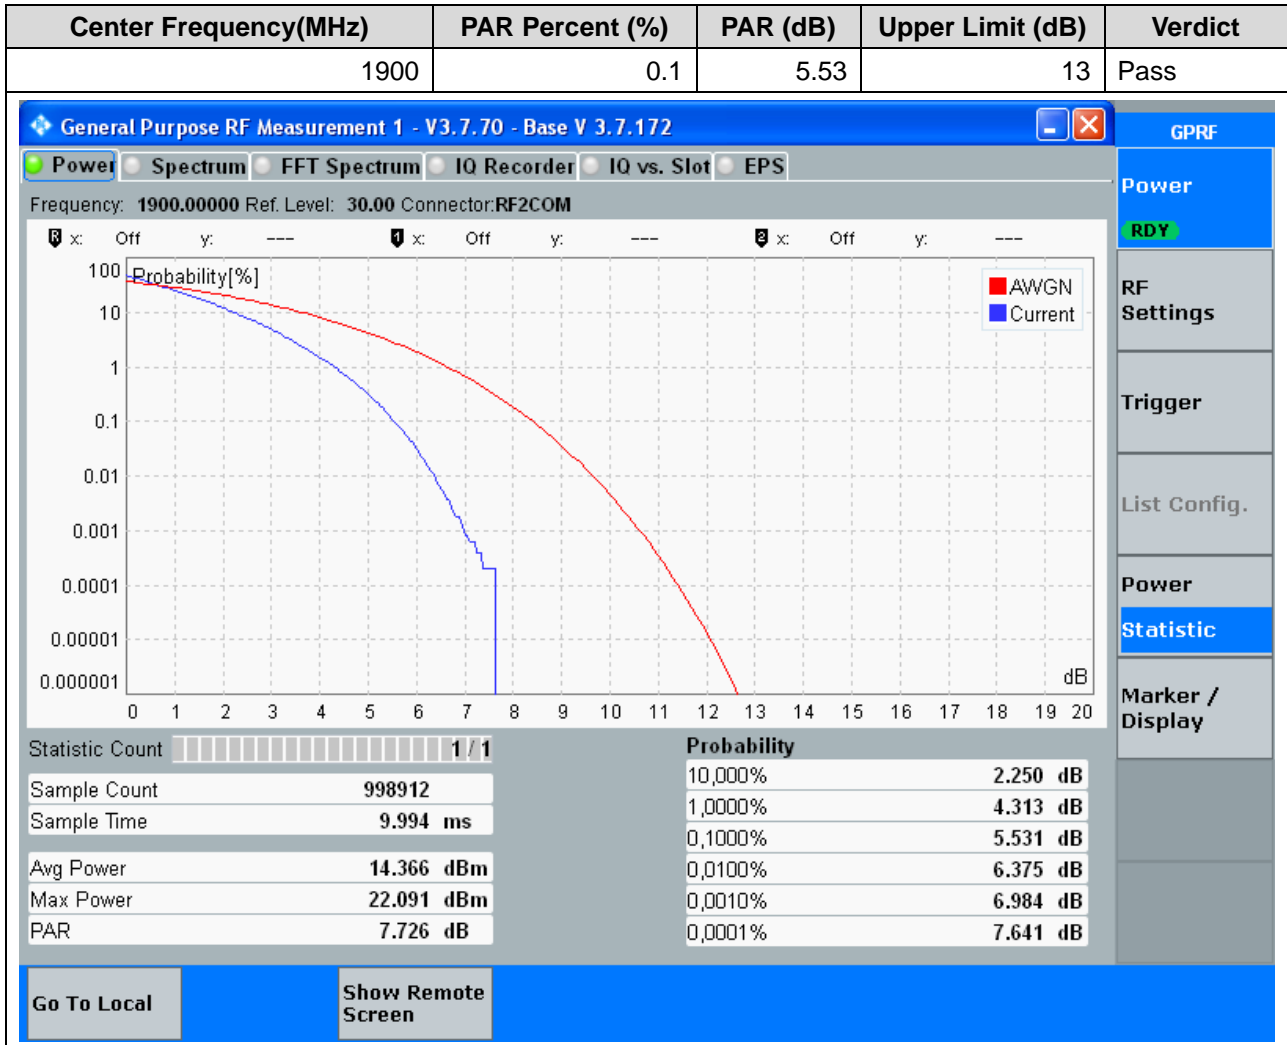 Center Frequency(MHz) PAR Percent (%) PAR (dB) Upper Limit (dB) Verdict
1900 0.1 5.53 13 Pass
General Purpose RF Measurement 1 - V3.7.70 - Base V 3.7.172
GPRF
Power Spectrum FFT Spectrum IQ Recorder IQ vs. Slot EPS
Frequency: 1900.00000 Ref. Level: 30.00 Connector:RF2COM
R x: Off y: --- 1 x: Off y: --- 2 x: Off y: ---
Probability[%]
100
10
1
0.1
0.01
0.001
0.0001
0.00001
0.000001
AWGN
Current
dB
0 1 2 3 4 5 6 7 8 9 10 11 12 13 14 15 16 17 18 19 20
Statistic Count 1 / 1
Sample Count 998912
Sample Time 9.994 ms
Avg Power 14.366 dBm
Max Power 22.091 dBm
PAR 7.726 dB
Probability
10,000% 2.250 dB
1,0000% 4.313 dB
0,1000% 5.531 dB
0,0100% 6.375 dB
0,0010% 6.984 dB
0,0001% 7.641 dB
Power
RDY
RF
Settings
Trigger
List Config.
Power
Statistic
Marker /
Display
Go To Local
Show Remote
Screen